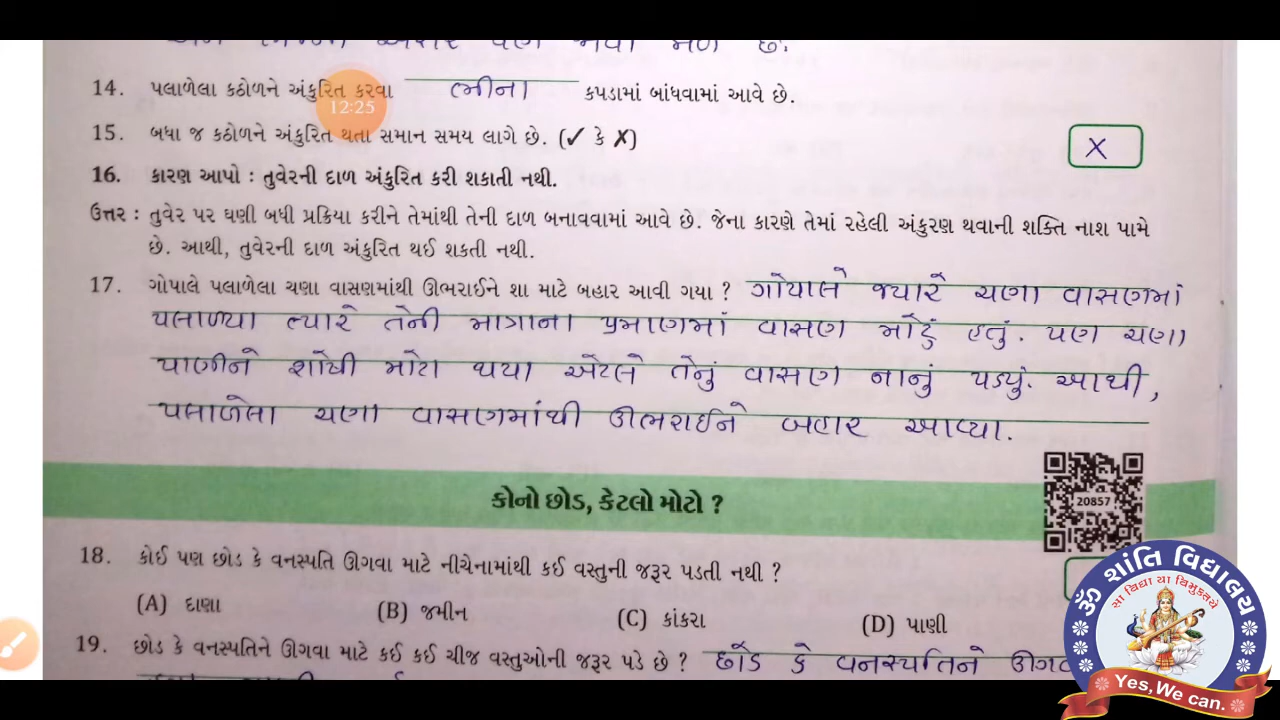 14. પલાળેલા કઠોળને અંકુરિત કરવા ભીના કપડામાં બાંધવામાં આવે છે.
12:25
15. બધા જ કઠોળને અંકુરિત થતા સમાન સમય લાગે છે. (✓ કે ✗) X
16. કારણ આપો : તુવેરની દાળ અંકુરિત કરી શકાતી નથી.
ઉત્તર : તુવેર પર ઘણી બધી પ્રક્રિયા કરીને તેમાંથી તેની દાળ બનાવવામાં આવે છે. જેના કારણે તેમાં રહેલી અંકુરણ થવાની શક્તિ નાશ પામે
છે. આથી, તુવેરની દાળ અંકુરિત થઈ શકતી નથી.
17. ગોપાલે પલાળેલા ચણા વાસણમાંથી ઊભરાઈને શા માટે બહાર આવી ગયા ? ગોપાલે જ્યારે ચણા વાસણમાં
પલાળ્યા ત્યારે તેની માત્રાના પ્રમાણમાં વાસણ મોટું હતું. પણ ચણા
પાણીને શોષી મોટા થયા એટલે તેનું વાસણ નાનું પડ્યું. આથી,
પલાળેલા ચણા વાસણમાંથી ઊભરાઈને બહાર આવ્યા.
કોનો છોડ, કેટલો મોટો ?
20857
18. કોઈ પણ છોડ કે વનસ્પતિ ઊગવા માટે નીચેનામાંથી કઈ વસ્તુની જરૂર પડતી નથી ?
(A) દાણા (B) જમીન (C) કાંકરા (D) પાણી
19. છોડ કે વનસ્પતિને ઊગવા માટે કઈ કઈ ચીજ વસ્તુઓની જરૂર પડે છે ? છોડ કે વનસ્પતિને
ૐ શાંતિ વિદ્યાલય
सा विद्या या विमुक्तये
Yes, We can.